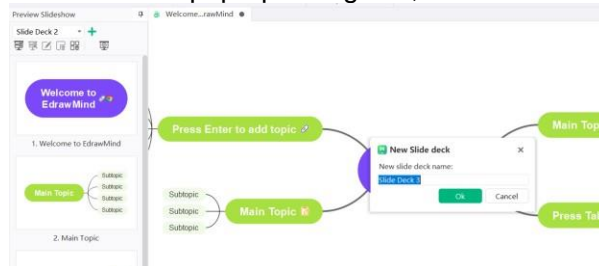 Preview Slideshow
Welcome...rawMind
Slide Deck 2
Welcome to
EdrawMind
1. Welcome to EdrawMind
Main Topic
Subtopic
Subtopic
Subtopic
Subtopic
2. Main Topic
Press Enter to add topic
Subtopic
Subtopic
Subtopic
Main Topic
New Slide deck
New slide deck name:
Slide Deck 3
Ok
Cancel
Main Top
Press Ta